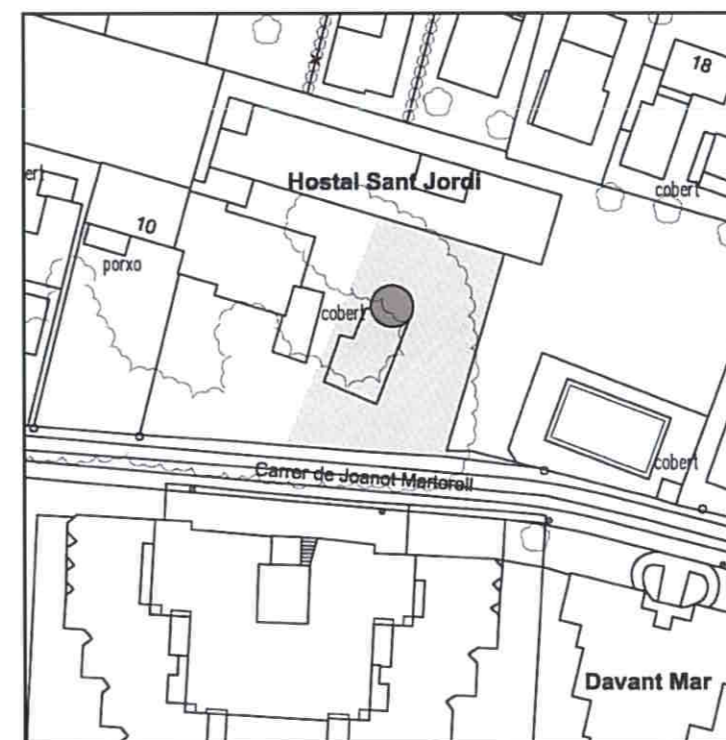 18
Hostal Sant Jordi
cobert
10
porxo
cobert
cobert
Carrer de Joanot Martorell
Davant Mar